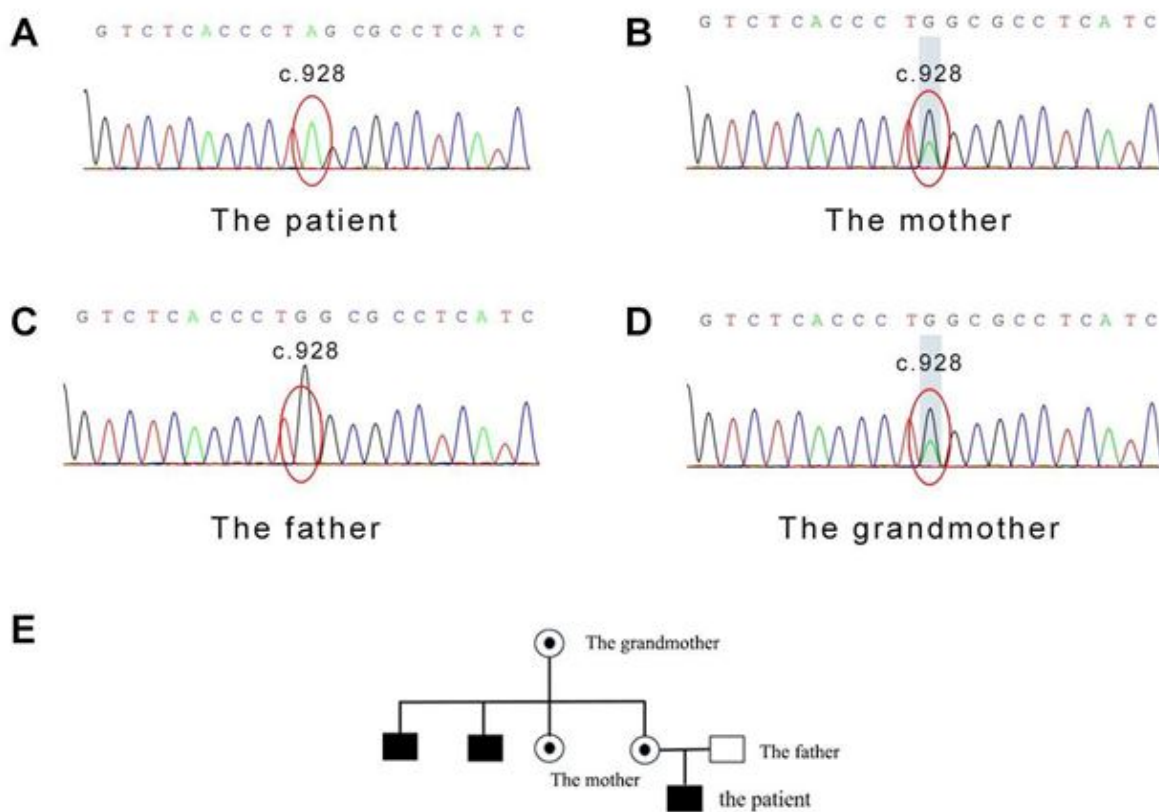 A
G T C T C A C C C T A G C G C C T C A T C
c.928
The patient
B
G T C T C A C C C T G G C G C C T C A T C
c.928
The mother
C
G T C T C A C C C T G G C G C C T C A T C
c.928
The father
D
G T C T C A C C C T G G C G C C T C A T C
c.928
The grandmother
E
The grandmother
The father
The mother
the patient